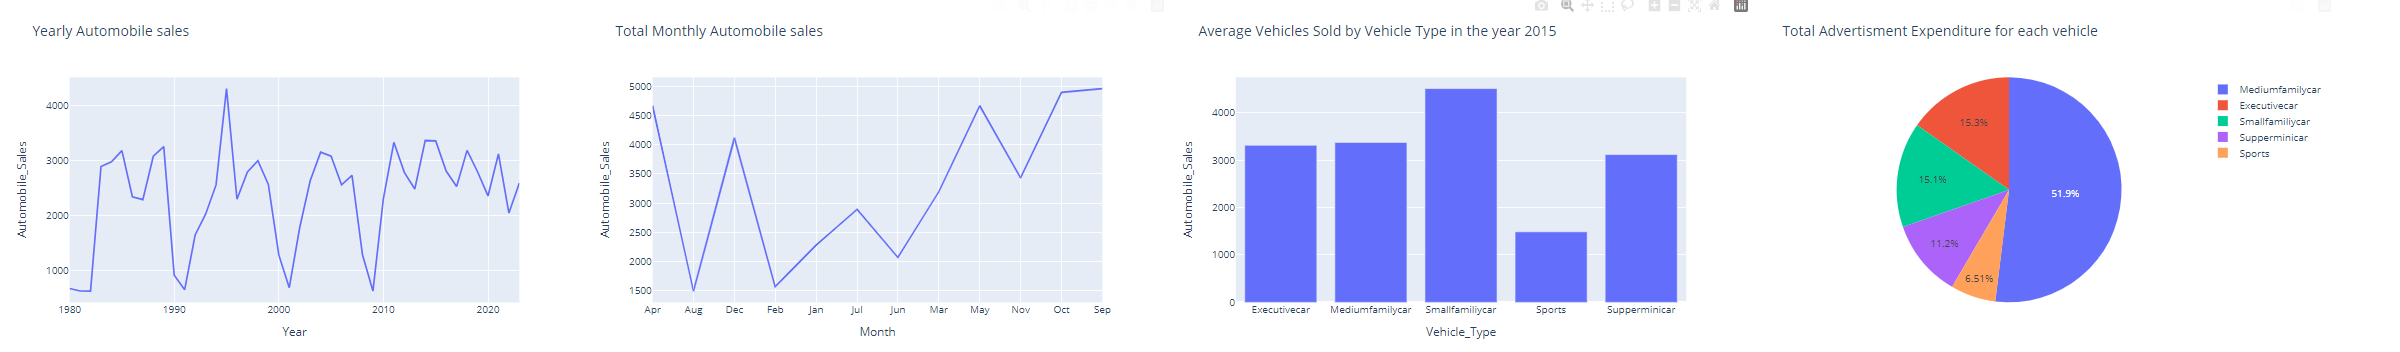 Yearly Automobile sales
4000
3000
2000
1000
Automobile_Sales
1980 1990 2000 2010 2020
Year
Total Monthly Automobile sales
5000
4500
4000
3500
3000
2500
2000
1500
Automobile_Sales
Apr Aug Dec Feb Jan Jul Jun Mar May Nov Oct Sep
Month
Average Vehicles Sold by Vehicle Type in the year 2015
4000
3000
2000
1000
0
Automobile_Sales
Executivecar Mediumfamilycar Smallfamiliycar Sports Supperminicar
Vehicle_Type
Total Advertisment Expenditure for each vehicle
15.3%
15.1%
51.9%
11.2%
6.51%
Mediumfamilycar
Executivecar
Smallfamiliycar
Supperminicar
Sports